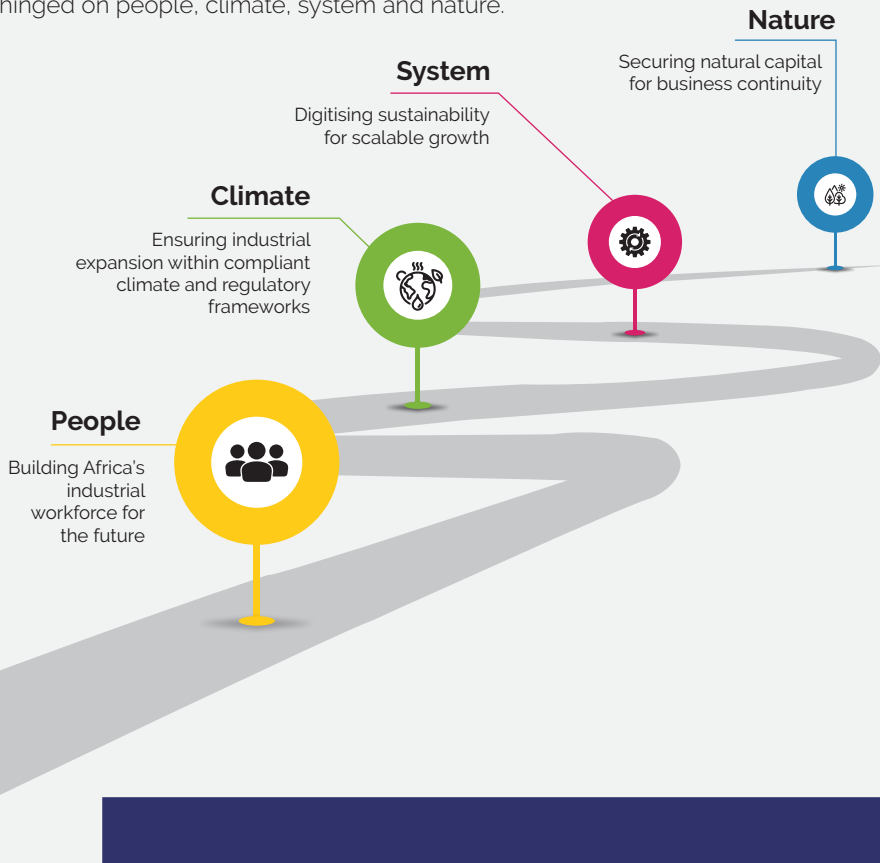 hinged on people, climate, system and nature.
Nature
Securing natural capital
for business continuity
System
Digitising sustainability
for scalable growth
Climate
Ensuring industrial
expansion within compliant
climate and regulatory
frameworks
People
Building Africa's
industrial
workforce for
the future